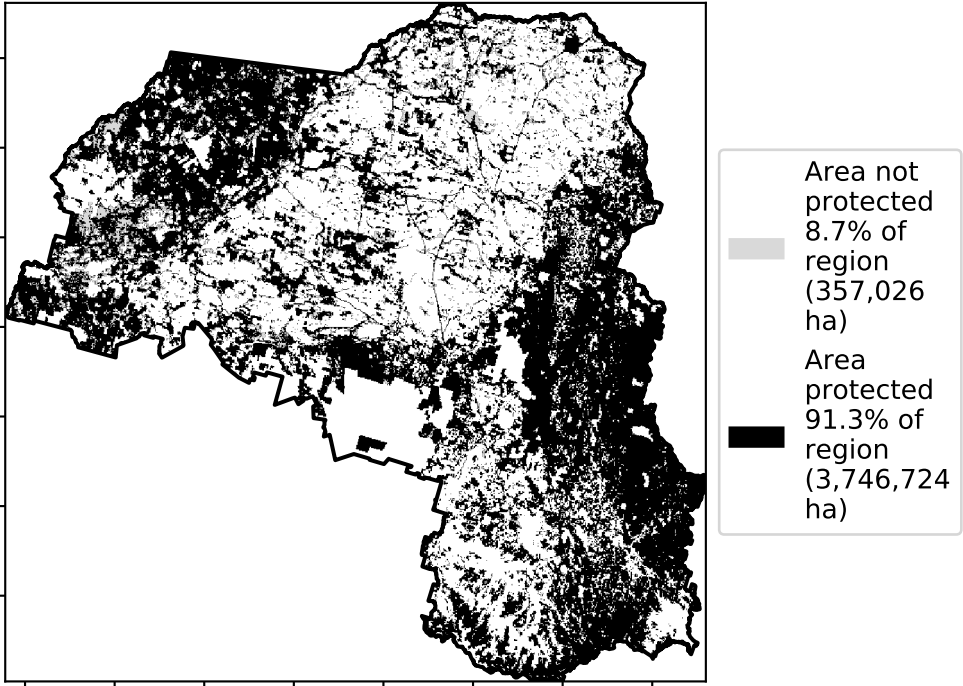 Area not
protected
8.7% of
region
(357,026
ha)
Area
protected
91.3% of
region
(3,746,724
ha)